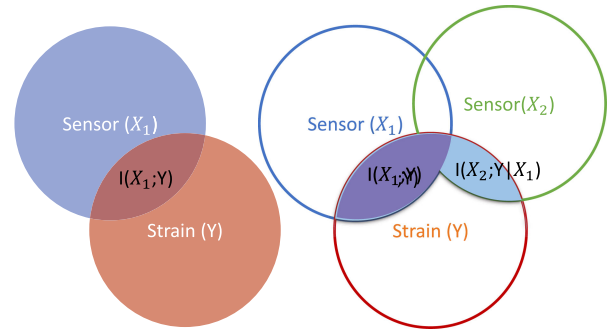 Sensor (X₁)
I(X₁;Y)
Strain (Y)
Sensor (X₁)
Sensor(X₂)
I(X₁;Y)
I(X₂;Y|X₁)
Strain (Y)